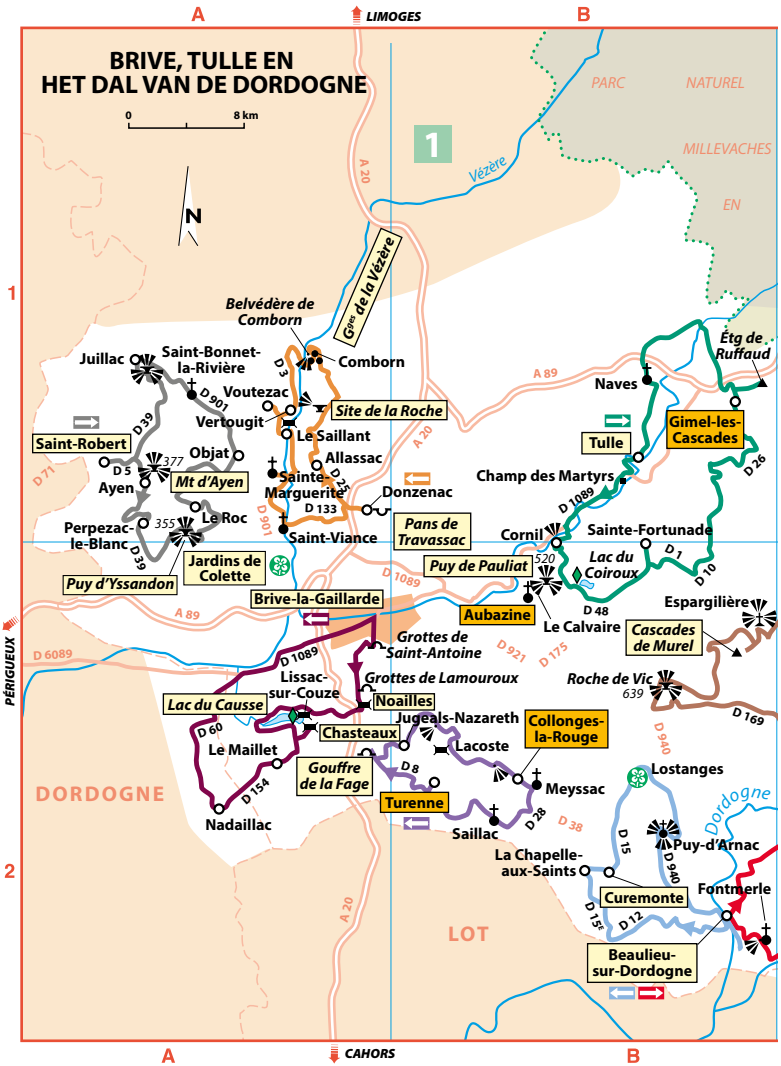 A
LIMOGES
B
BRIVE, TULLE EN
HET DAL VAN DE DORDOGNE
0
8 km
N
1
PARC
NATUREL
MILLEVACHES
EN
Vézère
A 20
1
Gges de la Vézère
Belvédère de
Comborn
Comborn
Juillac
Saint-Bonnet-
la-Rivière
D 3
Voutezac
Vertougit
Site de la Roche
Le Saillant
D 901
D 39
Saint-Robert
D 71
D 5
377
Objat
Ayen
Mt d'Ayen
Allassac
D 25
A 20
Sainte-
Marguerite
Donzenac
D 133
Le Roc
Perpezac-
le-Blanc
355
D 39
D 901
Saint-Viance
Pans de
Travassac
Puy d'Yssandon
Jardins de
Colette
Étg de
Ruffaud
A 89
Naves
Gimel-les-
Cascades
Tulle
D 26
Champ des Martyrs
D 1089
Cornil
Sainte-Fortunade
520
Puy de Pauliat
Lac du
Coiroux
D 1
D 10
D 1089
Aubazine
Le Calvaire
D 48
Espargilière
Brive-la-Gaillarde
A 89
PÉRIGUEUX
D 6089
D 1089
Grottes de
Saint-Antoine
D 921
D 175
Cascades
de Murel
Lissac-
sur-Couze
Grottes de Lamouroux
Roche de Vic
639
Lac du Causse
Noailles
D 169
Jugeals-Nazareth
Collonges-
la-Rouge
Chasteaux
D 60
Lacoste
D 940
Le Maillet
Gouffre
de la Fage
D 8
Lostanges
D 154
Turenne
Meyssac
DORDOGNE
Nadaillac
D 28
Dordogne
Saillac
D 38
D 15
Puy-d'Arnac
2
La Chapelle-
aux-Saints
D 940
Curemonte
Fontmerle
A 20
D 15E
D 12
LOT
Beaulieu-
sur-Dordogne
A
CAHORS
B